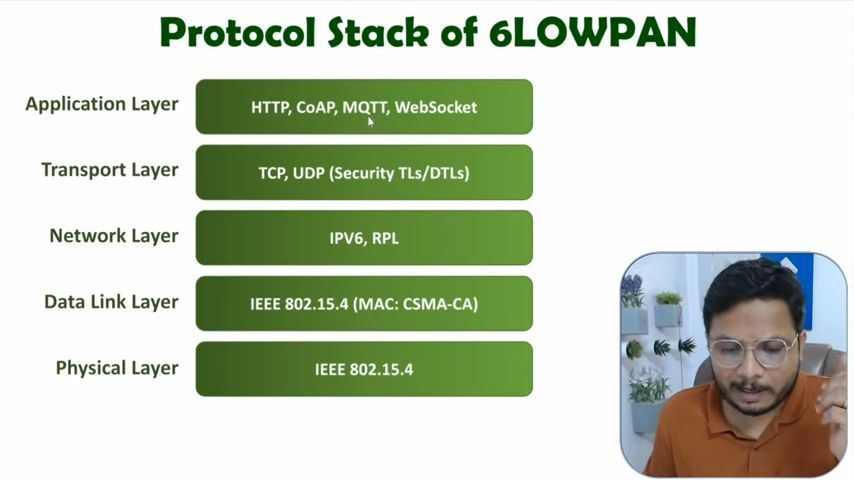 Protocol Stack of 6LOWPAN
Application Layer
HTTP, CoAP, MQTT, WebSocket
Transport Layer
TCP, UDP (Security TLs/DTLs)
Network Layer
IPV6, RPL
Data Link Layer
IEEE 802.15.4 (MAC: CSMA-CA)
Physical Layer
IEEE 802.15.4